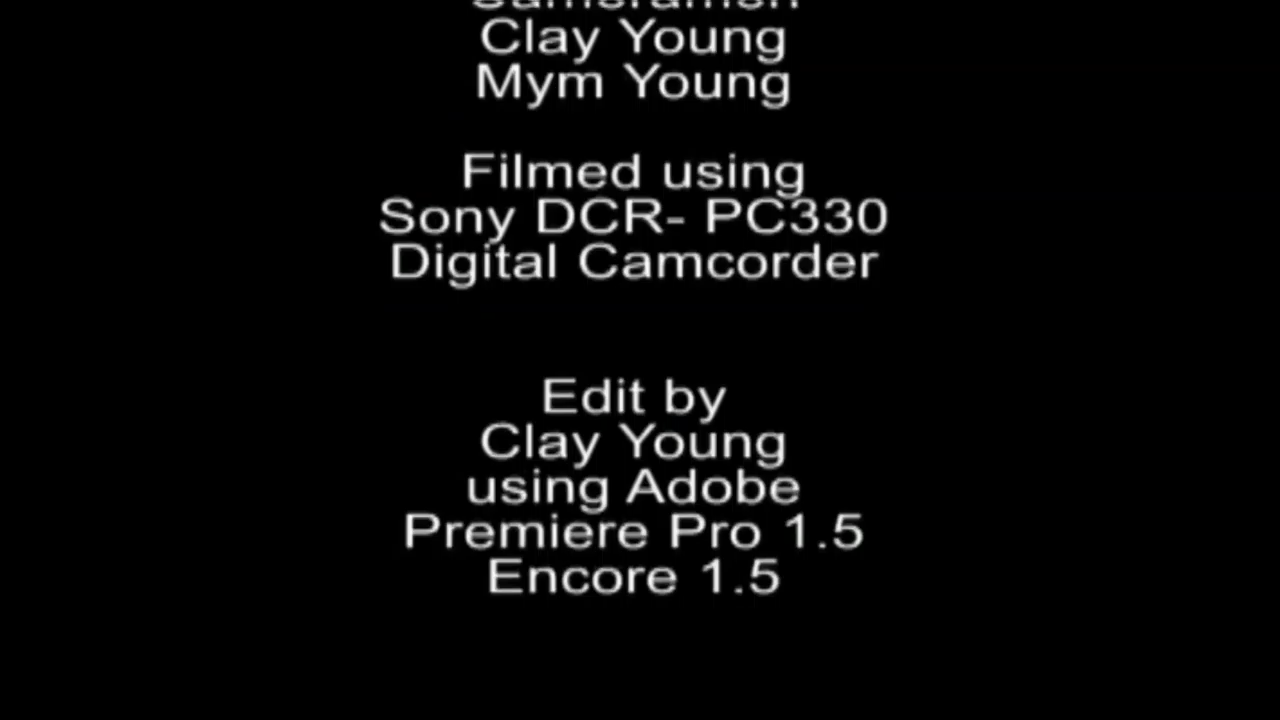 Cameramen
Clay Young
Mym Young
Filmed using
Sony DCR- PC330
Digital Camcorder
Edit by
Clay Young
using Adobe
Premiere Pro 1.5
Encore 1.5